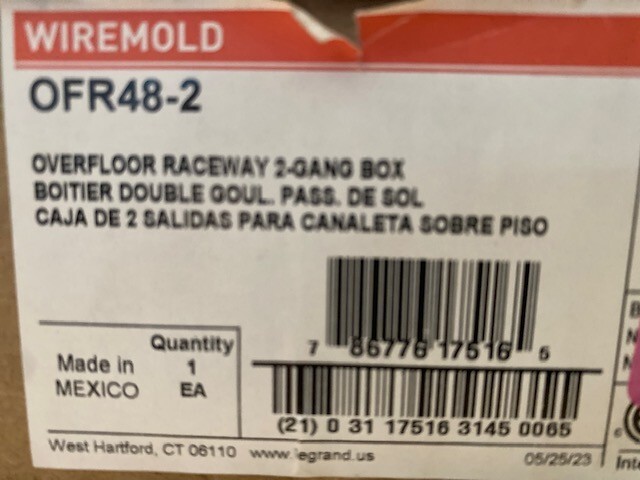 WIREMOLD
OFR48-2
OVERFLOOR RACEWAY 2-GANG BOX
BOITIER DOUBLE GOUL. PASS. DE SOL
CAJA DE 2 SALIDAS PARA CANALETA SOBRE PISO
7 86776 17516 5
Made in
MEXICO
Quantity
1
EA
(21) 0 31 17516 3145 0065
West Hartford, CT 06110 www.legrand.us
05/25/23